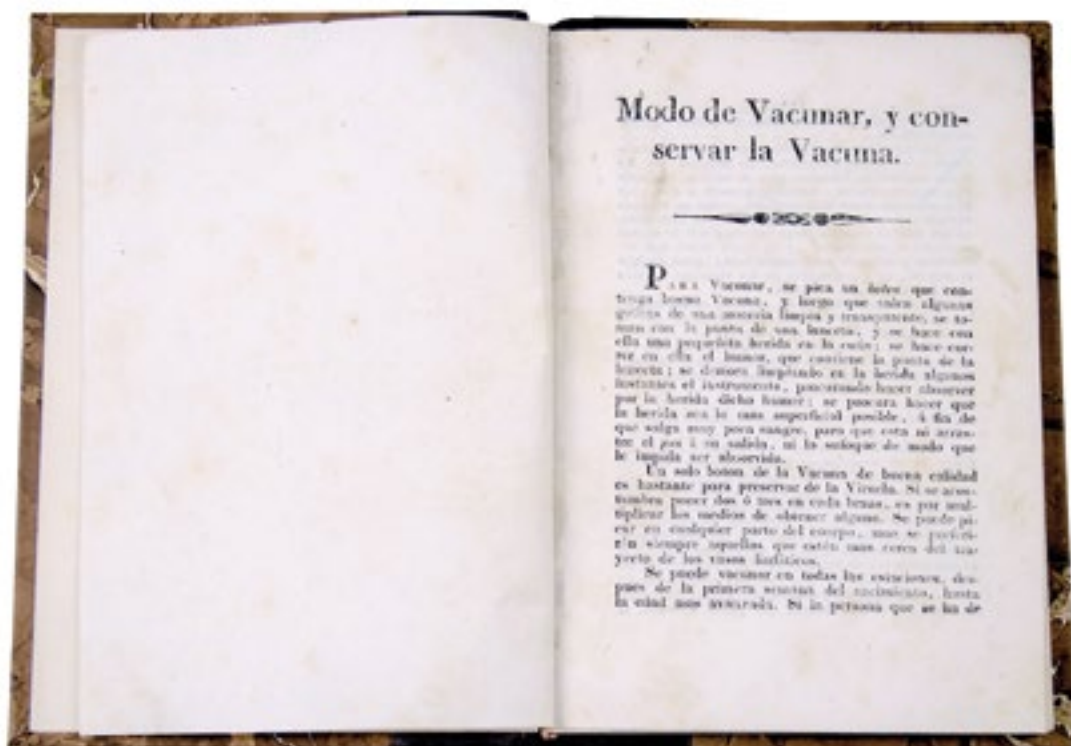 Modo de Vacunar, y con-
servar la Vacuna.
PARA Vacunar, se pica un que con-
tenga buena Vacuna, y luego que salen algunas
gotitas de una materia limpia y transparente, se to-
man con la punta de una lanceta, y se hace con
ella una pequeñita herida en la cutis; se hace cor-
rer en ella el humor, que contiene la punta de la
lanceta; se demora limpiando en la herida algunos
instantes el instrumento, procurando hacer absorver
por la herida dicho humor; se procura hacer que
la herida sea lo mas superficial posible, á fin de
que salga muy poca sangre, para que esta ni arras-
tre el pus á su salida, ni la sofoque de modo que
le impida ser absorvida.
Un solo boton de la Vacuna de buena calidad
es bastante para preservar de la Viruela. Si se acos-
tumbra poner dos ó tres en cada brazo, es por mul-
tiplicar los medios de obtener alguno. Se puede pi-
car en cualquier parte del cuerpo, mas se preferi-
rán siempre aquellas que estén mas cerca del tra-
yecto de los vasos linfáticos.
Se puede vacunar en todas las estaciones, des-
pues de la primera semana del nacimiento, hasta
la edad mas avanzada. Si la persona que se ha de